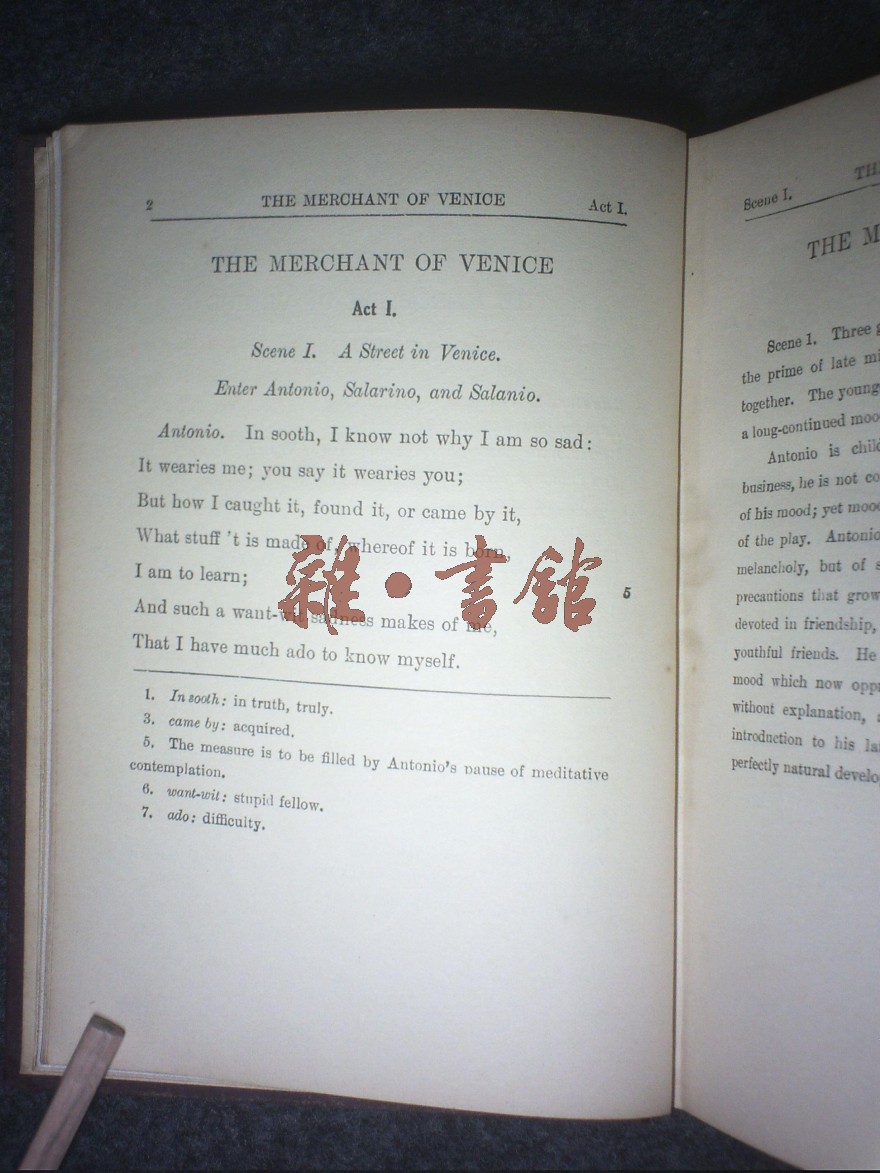 2 THE MERCHANT OF VENICE Act I.
THE MERCHANT OF VENICE
Act I.
Scene I. A Street in Venice.
Enter Antonio, Salarino, and Salanio.
Antonio. In sooth, I know not why I am so sad:
It wearies me; you say it wearies you;
But how I caught it, found it, or came by it,
What stuff 't is made of, whereof it is born,
I am to learn; 5
And such a want-wit sadness makes of me,
That I have much ado to know myself.
雜·書館
1. In sooth: in truth, truly.
3. came by: acquired.
5. The measure is to be filled by Antonio's pause of meditative
contemplation.
6. want-wit: stupid fellow.
7. ado: difficulty.
Scene I.
THE
Scene 1. Three
the prime of late
together. The young
a long-continued
Antonio is
business, he is not
of his mood; yet
of the play.
melancholy, but of
precautions that grow
devoted in friendship,
youthful friends. He
mood which now
without explanation,
introduction to his
perfectly natural